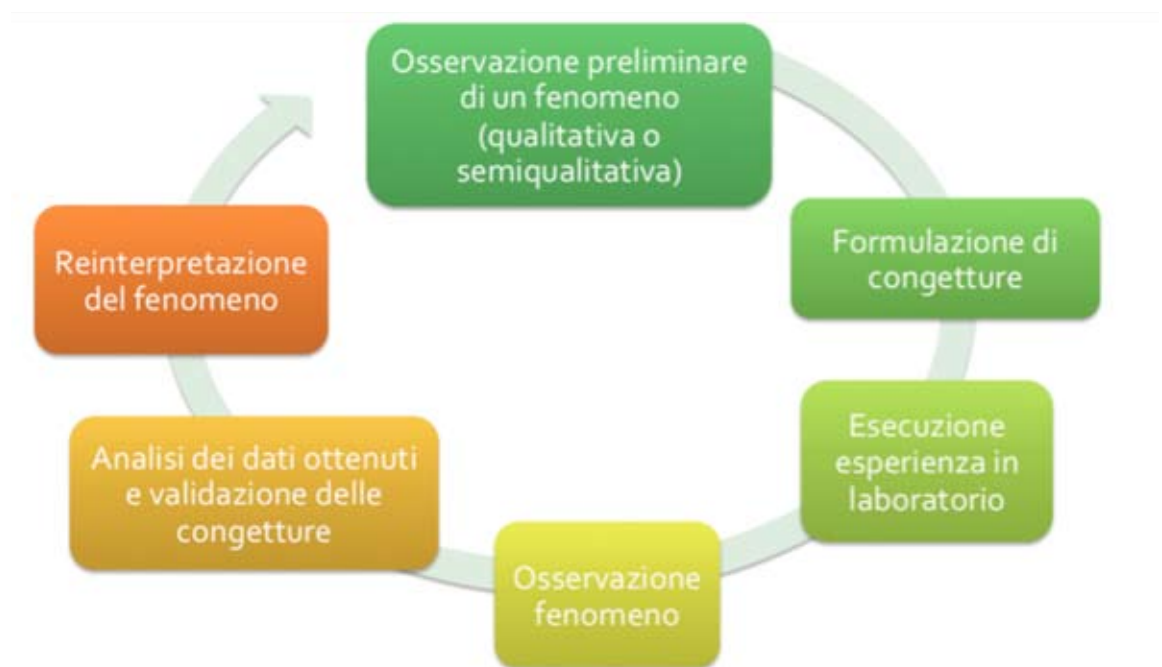 Osservazione preliminare
di un fenomeno
(qualitativa o
semiqualitativa)
Formulazione di
congetture
Esecuzione
esperienza in
laboratorio
Osservazione
fenomeno
Analisi dei dati ottenuti
e validazione delle
congetture
Reinterpretazione
del fenomeno